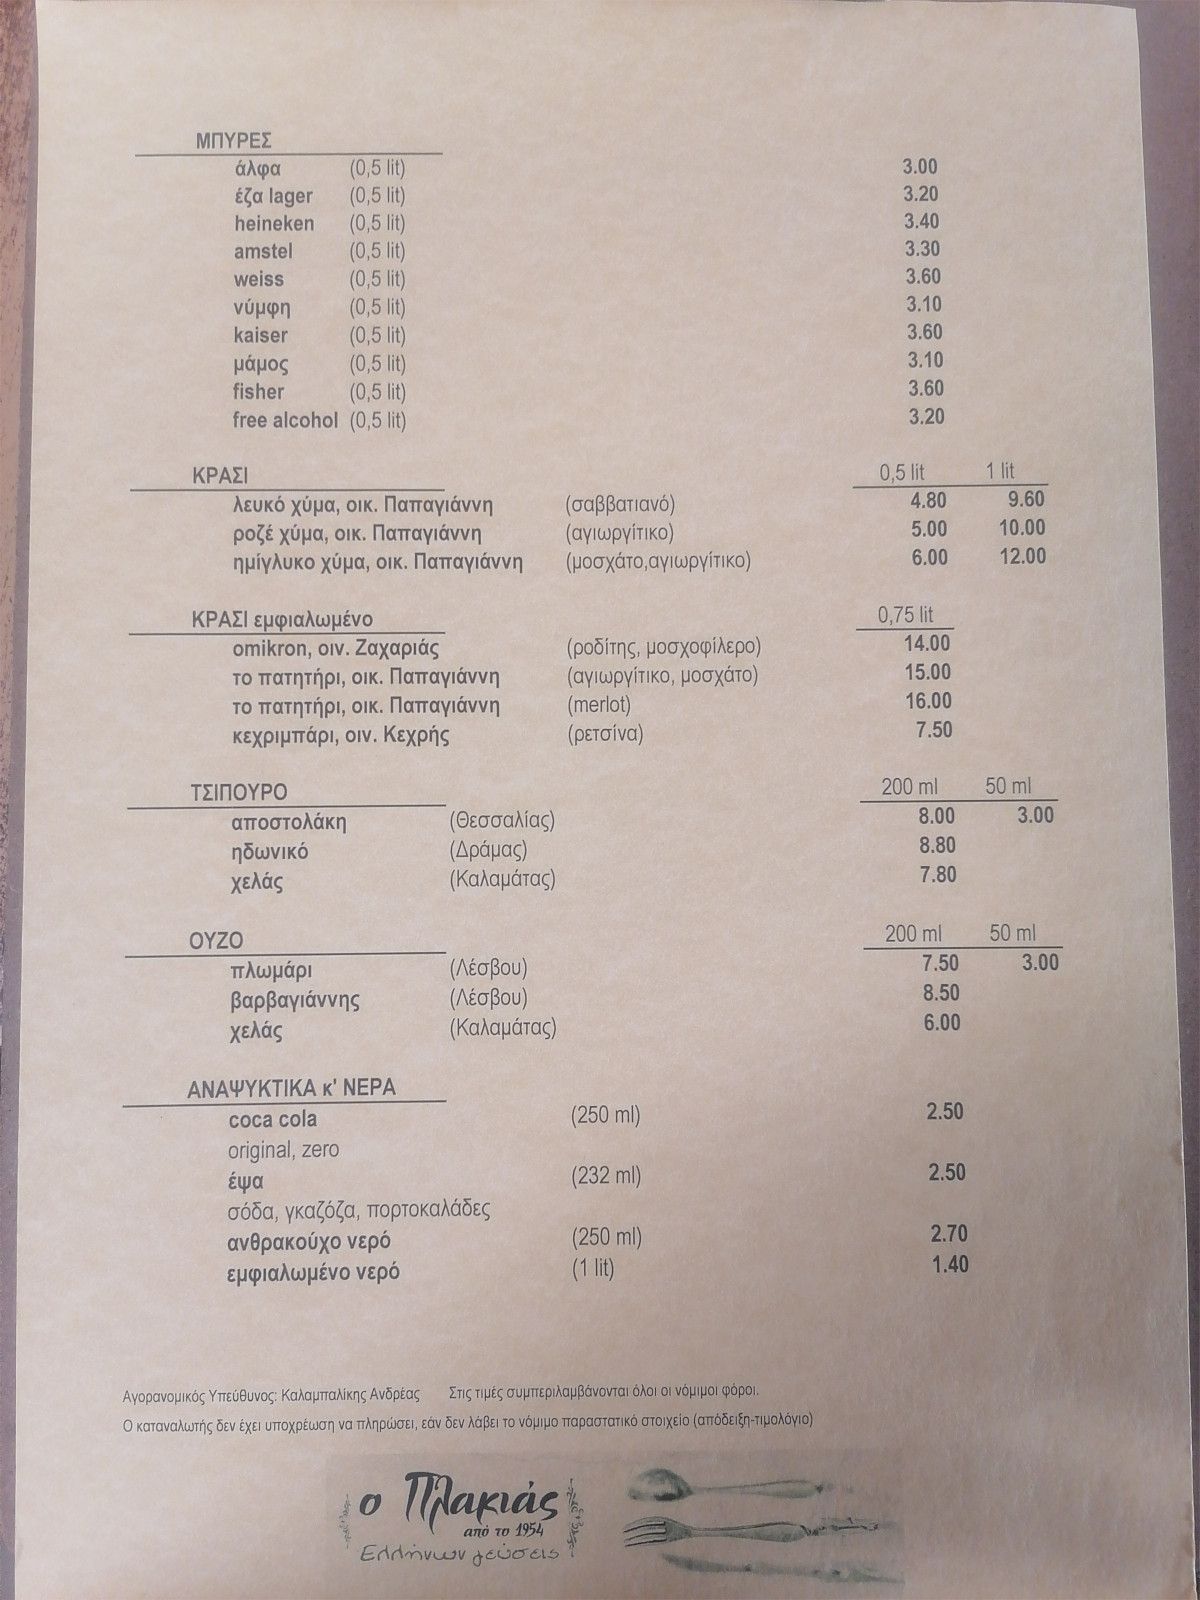 ΜΠΥΡΕΣ
άλφα (0,5 lit) 3.00
έζα lager (0,5 lit) 3.20
heineken (0,5 lit) 3.40
amstel (0,5 lit) 3.30
weiss (0,5 lit) 3.60
νύμφη (0,5 lit) 3.10
kaiser (0,5 lit) 3.60
μάμος (0,5 lit) 3.10
fisher (0,5 lit) 3.60
free alcohol (0,5 lit) 3.20
ΚΡΑΣΙ 0,5 lit 1 lit
λευκό χύμα, οικ. Παπαγιάννη (σαββατιανό) 4.80 9.60
ροζέ χύμα, οικ. Παπαγιάννη (αγιωργίτικο) 5.00 10.00
ημίγλυκο χύμα, οικ. Παπαγιάννη (μοσχάτο,αγιωργίτικο) 6.00 12.00
ΚΡΑΣΙ εμφιαλωμένο 0,75 lit
omikron, οιν. Ζαχαριάς (ροδίτης, μοσχοφίλερο) 14.00
το πατητήρι, οικ. Παπαγιάννη (αγιωργίτικο, μοσχάτο) 15.00
το πατητήρι, οικ. Παπαγιάννη (merlot) 16.00
κεχριμπάρι, οιν. Κεχρής (ρετσίνα) 7.50
ΤΣΙΠΟΥΡΟ 200 ml 50 ml
αποστολάκη (Θεσσαλίας) 8.00 3.00
ηδωνικό (Δράμας) 8.80
χελάς (Καλαμάτας) 7.80
ΟΥΖΟ 200 ml 50 ml
πλωμάρι (Λέσβου) 7.50 3.00
βαρβαγιάννης (Λέσβου) 8.50
χελάς (Καλαμάτας) 6.00
ΑΝΑΨΥΚΤΙΚΑ κ' ΝΕΡΑ
coca cola (250 ml) 2.50
original, zero
έψα (232 ml) 2.50
σόδα, γκαζόζα, πορτοκαλάδες
ανθρακούχο νερό (250 ml) 2.70
εμφιαλωμένο νερό (1 lit) 1.40
Αγορανομικός Υπεύθυνος: Καλαμπαλίκης Ανδρέας Στις τιμές συμπεριλαμβάνονται όλοι οι νόμιμοι φόροι.
Ο καταναλωτής δεν έχει υποχρέωση να πληρώσει, εάν δεν λάβει το νόμιμο παραστατικό στοιχείο (απόδειξη-τιμολόγιο)
ο Πλακιάς
από το 1954
Ελλήνων γεύσεις